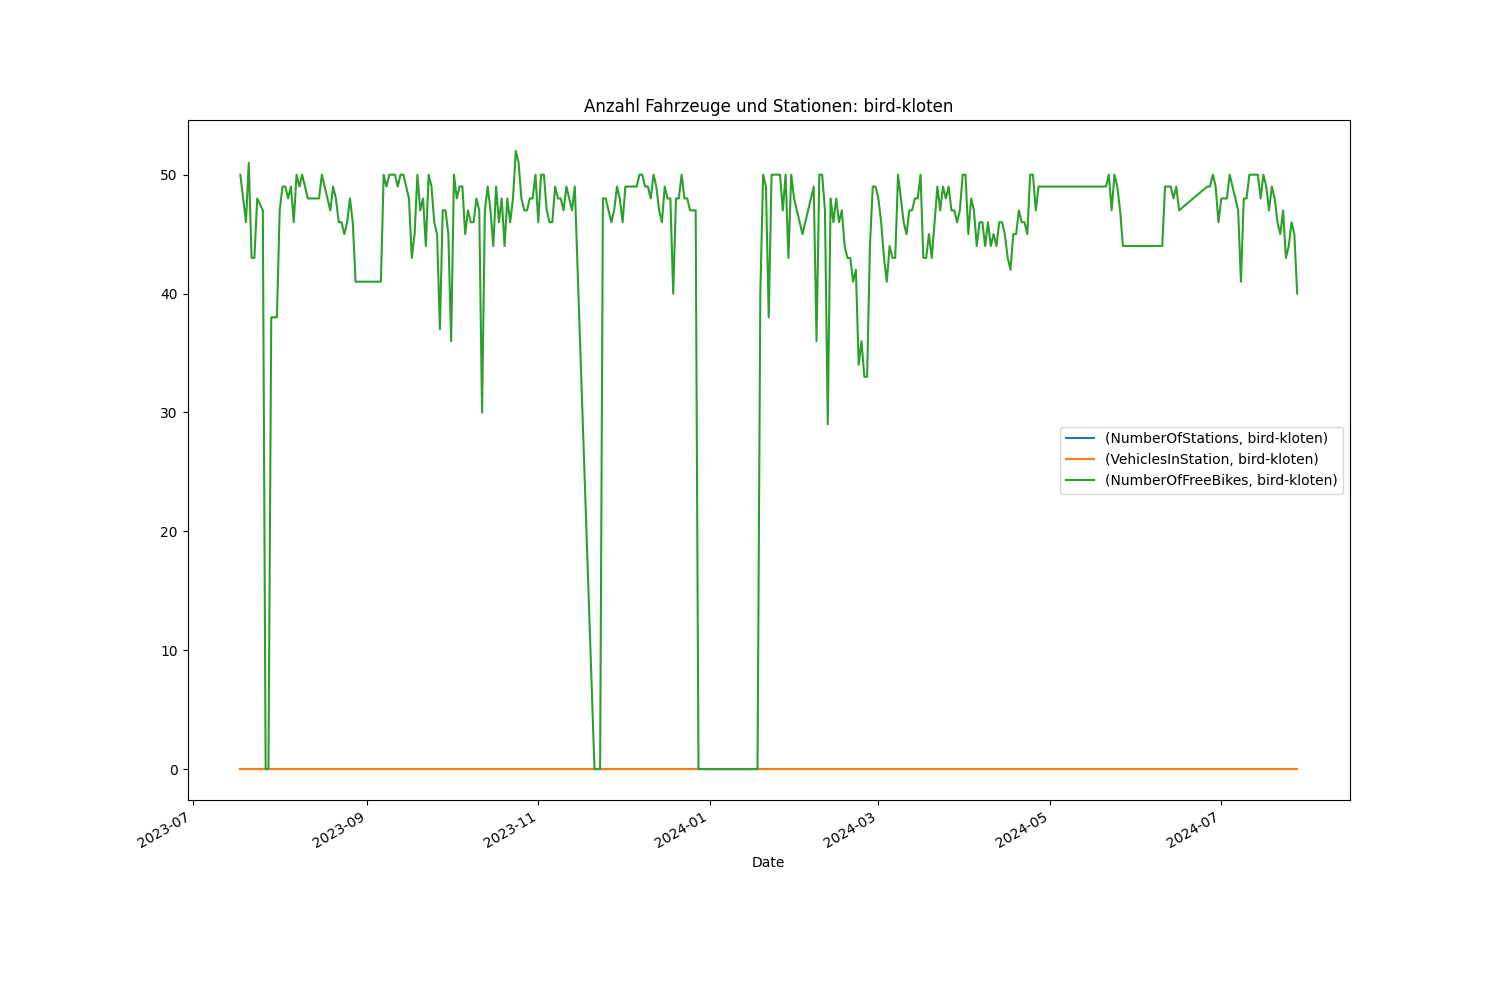 Anzahl Fahrzeuge und Stationen: bird-kloten
50
40
30
20
10
0
(NumberOfStations, bird-kloten)
(VehiclesInStation, bird-kloten)
(NumberOfFreeBikes, bird-kloten)
2023-07
2023-09
2023-11
2024-01
2024-03
2024-05
2024-07
Date